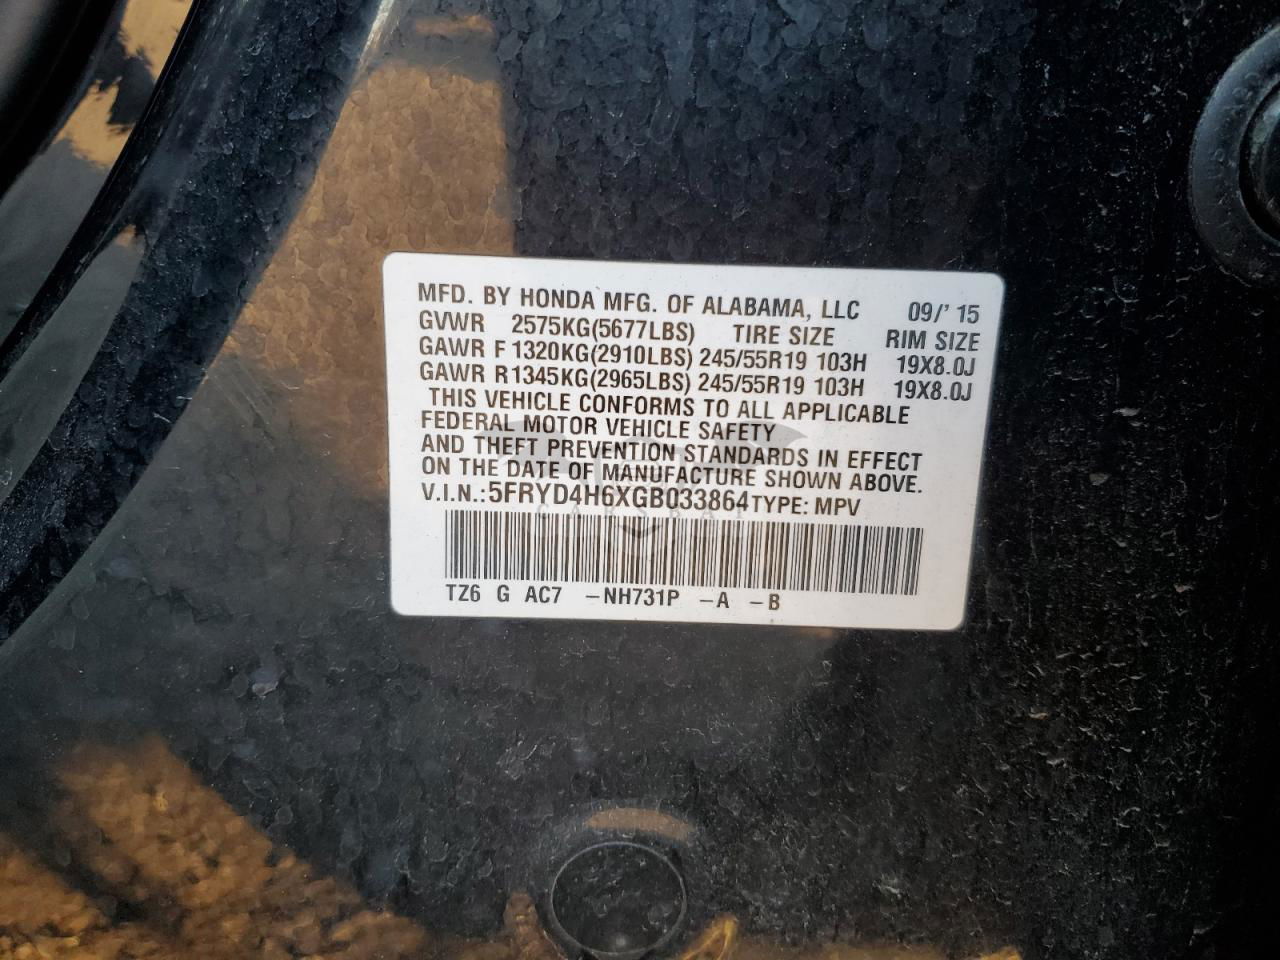 MFD. BY HONDA MFG. OF ALABAMA, LLC 09/'15
GVWR 2575KG(5677LBS) TIRE SIZE RIM SIZE
GAWR F 1320KG(2910LBS) 245/55R19 103H 19X8.0J
GAWR R1345KG(2965LBS) 245/55R19 103H 19X8.0J
THIS VEHICLE CONFORMS TO ALL APPLICABLE
FEDERAL MOTOR VEHICLE SAFETY
AND THEFT PREVENTION STANDARDS IN EFFECT
ON THE DATE OF MANUFACTURE SHOWN ABOVE.
V.I.N.:5FRYD4H6XGB033864 TYPE: MPV
CARSBAT
TZ6 G AC7 –NH731P –A –B